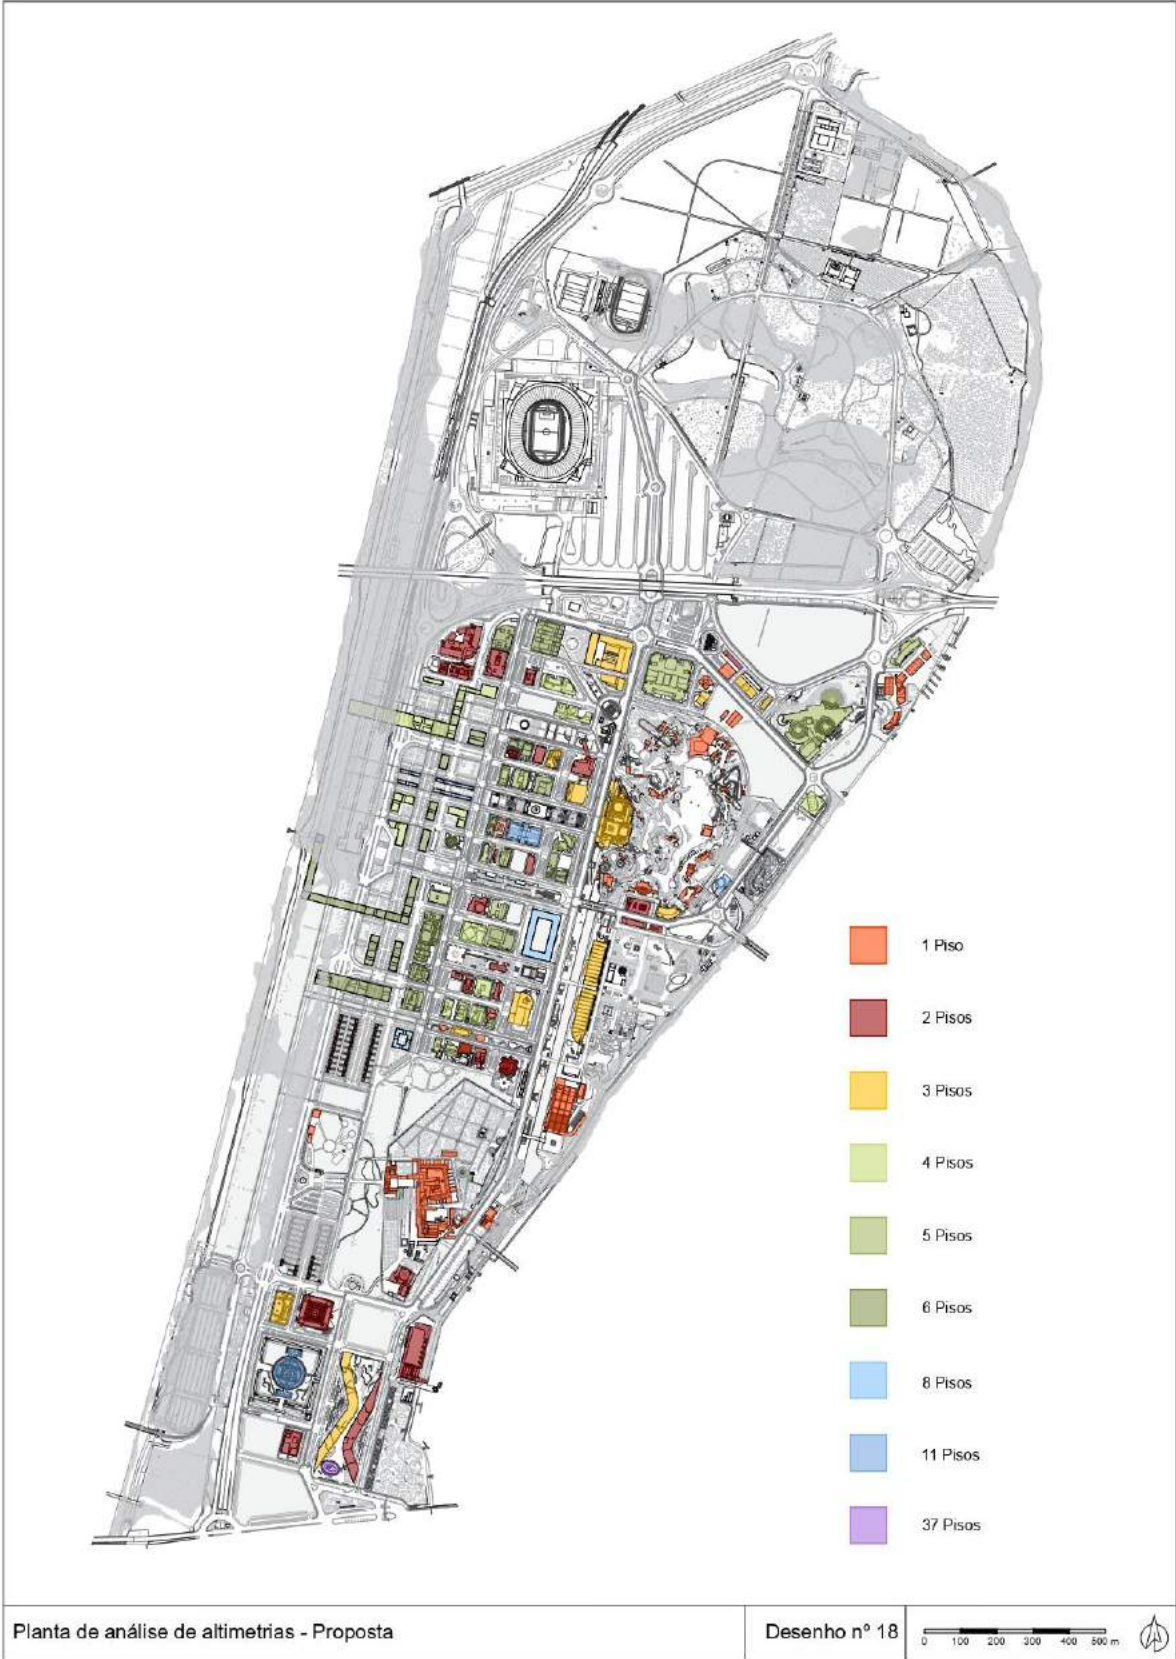 1 Piso
2 Pisos
3 Pisos
4 Pisos
5 Pisos
6 Pisos
8 Pisos
11 Pisos
37 Pisos
Planta de análise de altimetrias - Proposta
Desenho nº 18
0 100 200 300 400 500 m